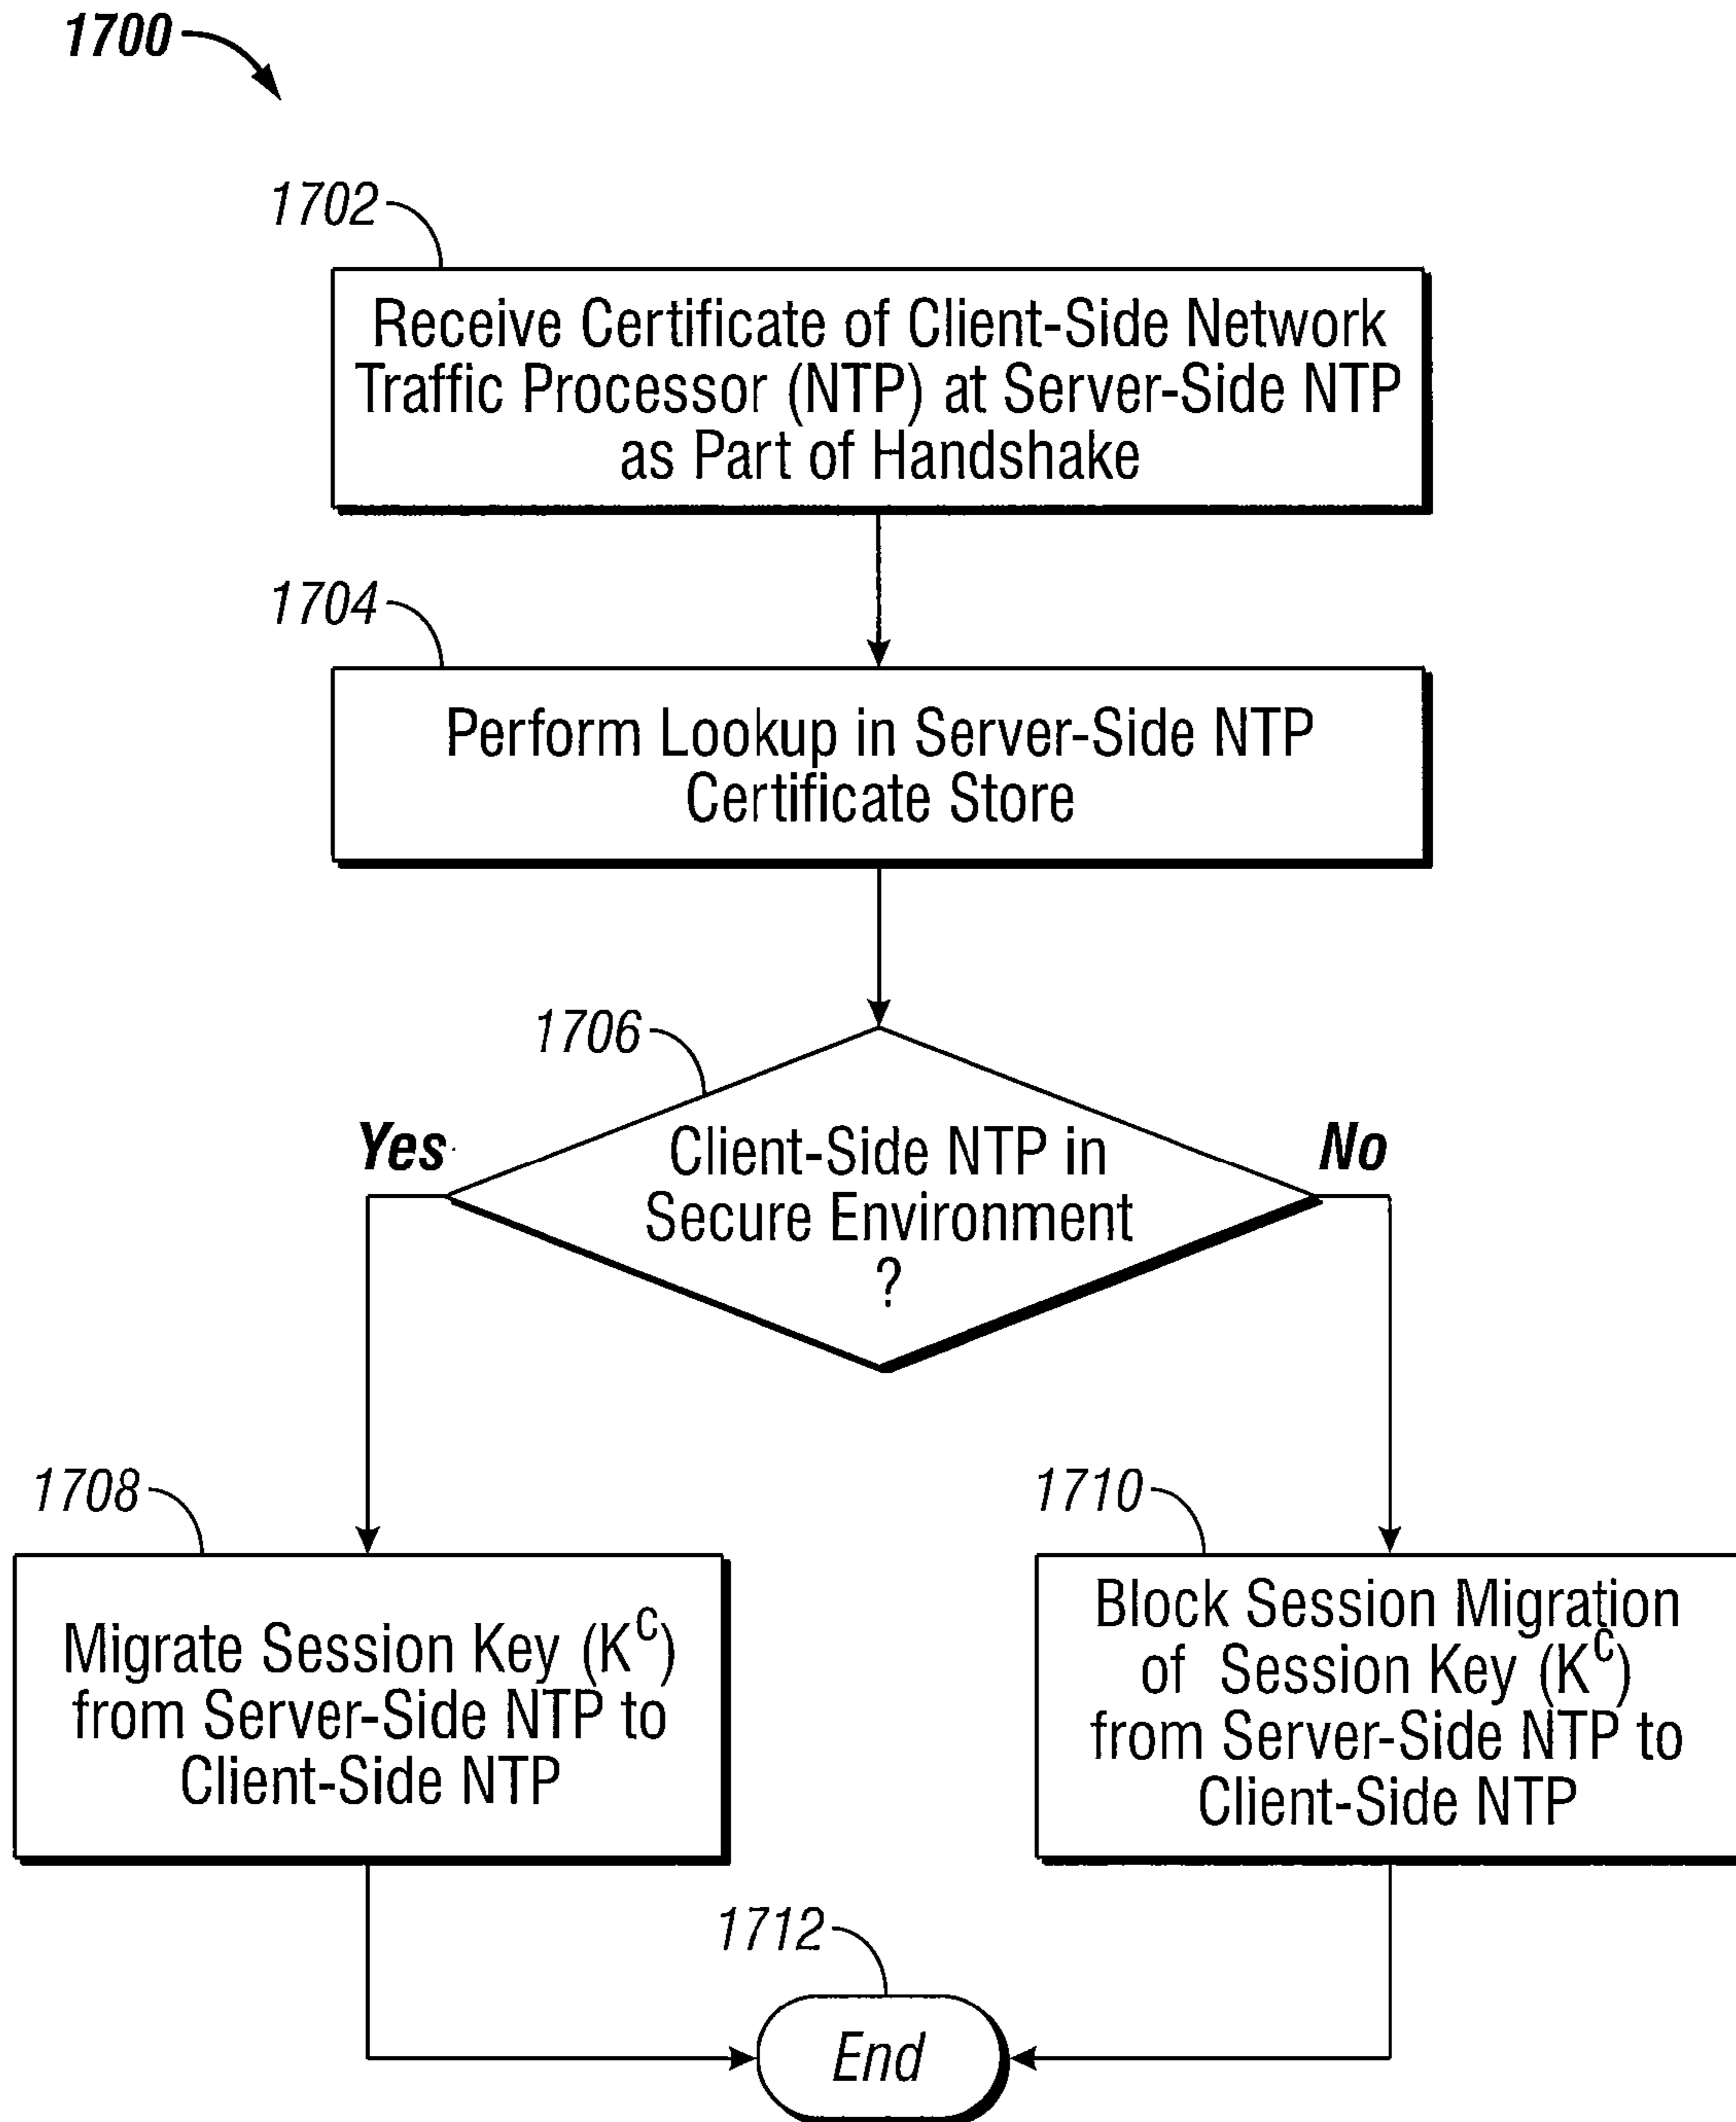 1700
1702
Receive Certificate of Client-Side Network
Traffic Processor (NTP) at Server-Side NTP
as Part of Handshake
1704
Perform Lookup in Server-Side NTP
Certificate Store
1706
Yes
No
Client-Side NTP in
Secure Environment
?
1708
Migrate Session Key (K^C)
from Server-Side NTP to
Client-Side NTP
1710
Block Session Migration
of Session Key (K^C)
from Server-Side NTP to
Client-Side NTP
1712
End